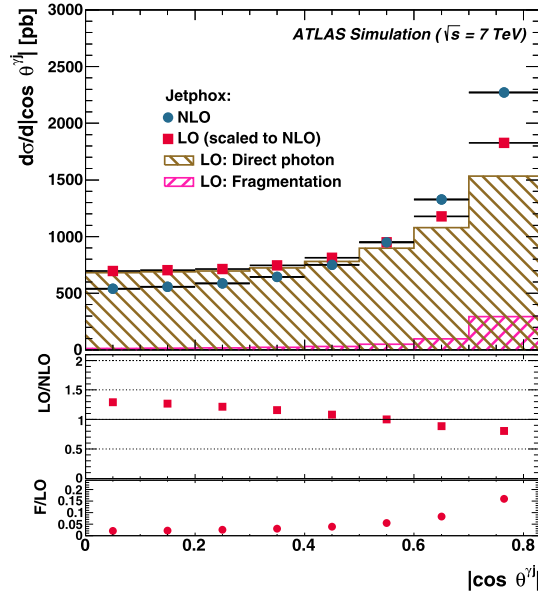 dσ/d|cos θ^γj| [pb]
3000
2500
2000
1500
1000
500
0
ATLAS Simulation (√s = 7 TeV)
Jetphox:
NLO
LO (scaled to NLO)
LO: Direct photon
LO: Fragmentation
LO/NLO
2
1.5
1
0.5
0
F/LO
0.2
0.15
0.1
0.05
0
0 0.2 0.4 0.6 0.8
|cos θ^γj|